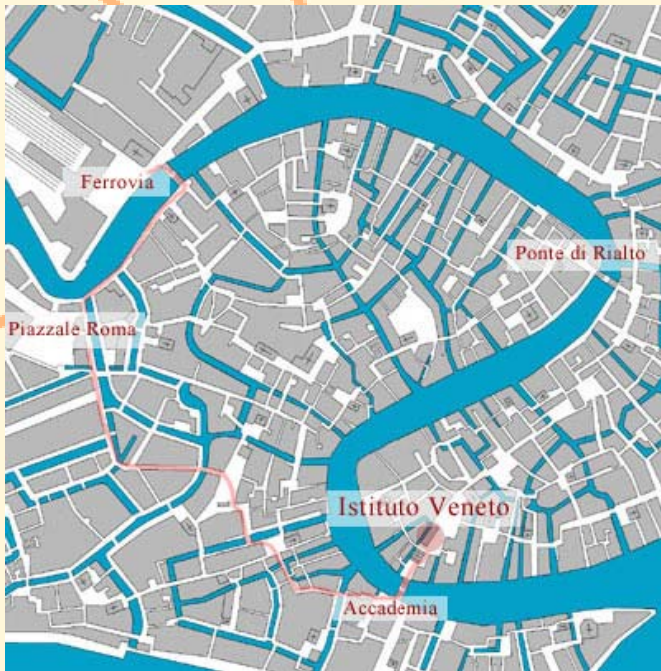 Ferrovia
Ponte di Rialto
Piazzale Roma
Istituto Veneto
Accademia